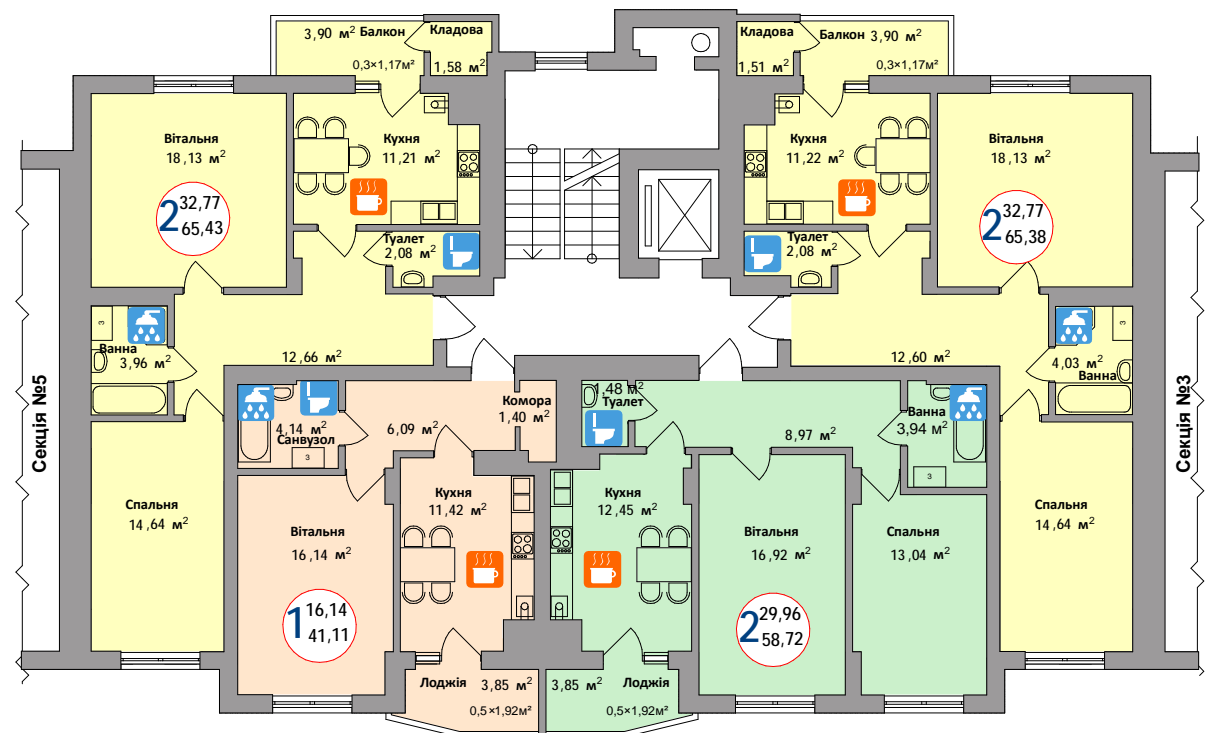 3,90 м² Балкон
0,3×1,17м²
Кладова
1,58 м²
Кладова
1,51 м²
Балкон 3,90 м²
0,3×1,17м²
Вітальня
18,13 м²
2 32,77
65,43
Кухня
11,21 м²
Туалет
2,08 м²
Кухня
11,22 м²
Туалет
2,08 м²
Вітальня
18,13 м²
2 32,77
65,38
З
Ванна
3,96 м²
12,66 м²
12,60 м²
З
4,03 м²
Ванна
Секція №5
Секція №3
4,14 м²
Санвузол
З
6,09 м²
Комора
1,40 м²
1,48 м²
Туалет
8,97 м²
Ванна
3,94 м²
З
Спальня
14,64 м²
Вітальня
16,14 м²
1 16,14
41,11
Кухня
11,42 м²
Кухня
12,45 м²
Вітальня
16,92 м²
2 29,96
58,72
Спальня
13,04 м²
Спальня
14,64 м²
Лоджія
3,85 м²
0,5×1,92м²
3,85 м²
Лоджія
0,5×1,92м²